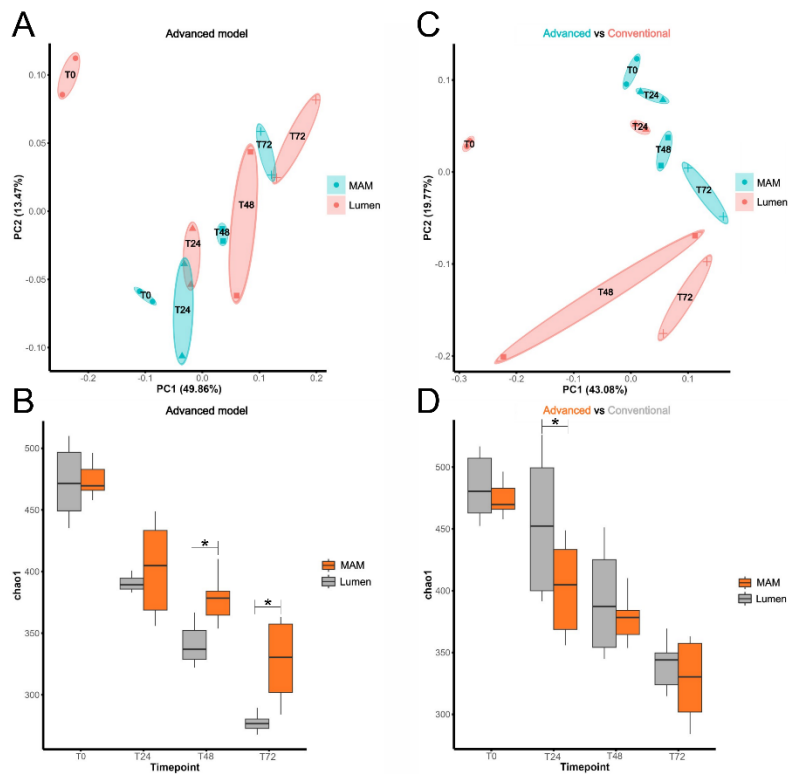 A
Advanced model
0.10
0.05
0.00
-0.05
-0.10
PC2 (13.47%)
T0
T72
T72
T48
T48
T24
T0
T24
MAM
Lumen
-0.2
-0.1
0.0
0.1
0.2
PC1 (49.86%)
C
Advanced vs Conventional
0.1
0.0
-0.1
-0.2
PC2 (19.77%)
T0
T24
T24
T0
T48
T72
T48
T72
MAM
Lumen
-0.3
-0.2
-0.1
0.0
0.1
PC1 (43.08%)
B
Advanced model
500
450
400
350
300
chao1
*
*
MAM
Lumen
T0
T24
T48
T72
Timepoint
D
Advanced vs Conventional
500
450
400
350
300
chao1
*
MAM
Lumen
T0
T24
T48
T72
Timepoint